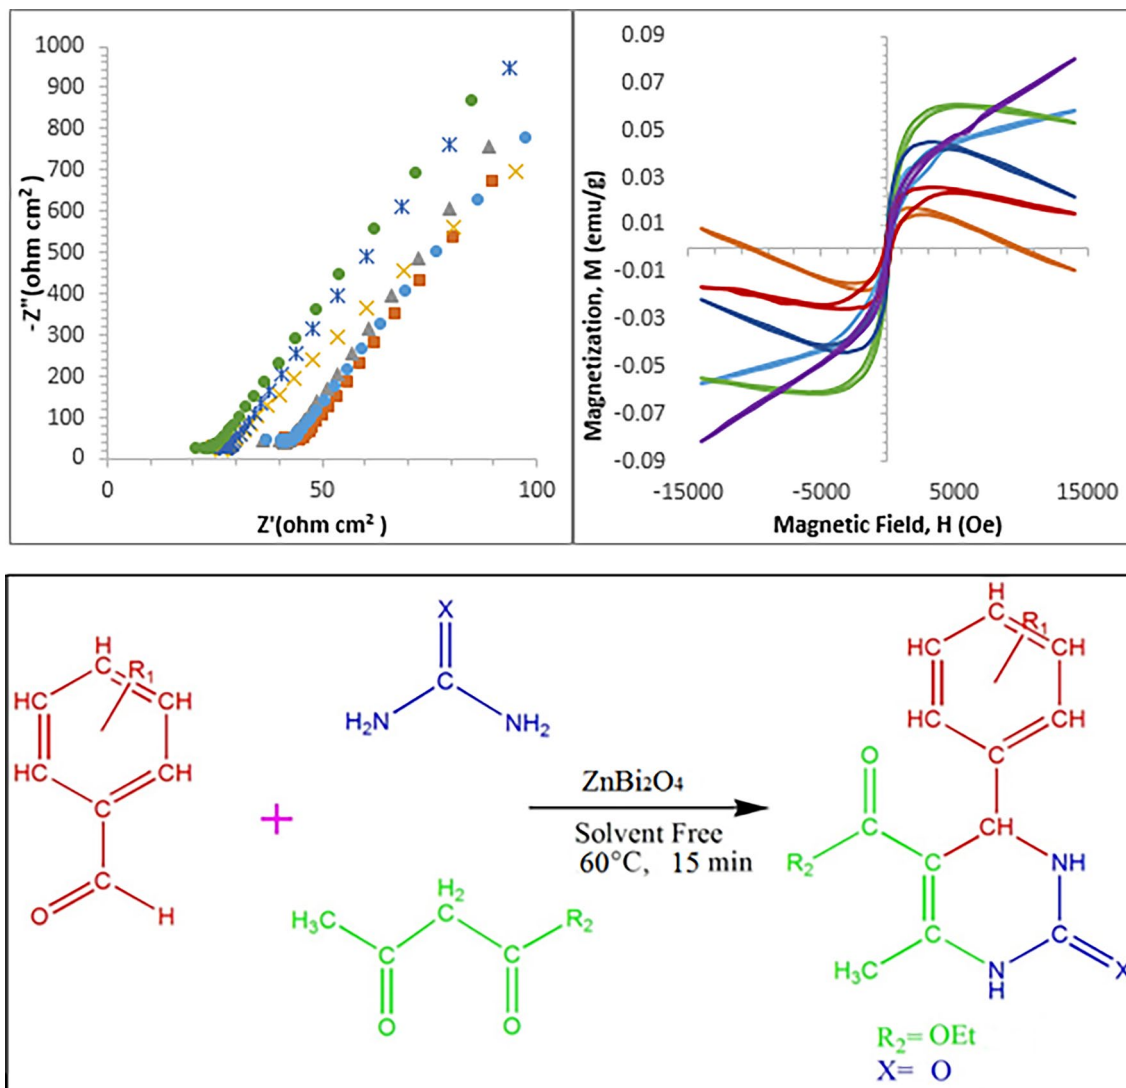 1000
900
800
700
600
500
400
300
200
100
0
-Z"(ohm cm²)
0
50
100
Z'(ohm cm²)
0.09
0.07
0.05
0.03
0.01
-0.01
-0.03
-0.05
-0.07
-0.09
Magnetization, M (emu/g)
-15000
-5000
5000
15000
Magnetic Field, H (Oe)
H
C
R₁
HC
CH
HC
CH
C
C
O
H
X
C
H₂N
NH₂
+
H₂
C
H₃C
R₂
C
C
O
O
ZnBi₂O₄
Solvent Free
60°C, 15 min
H
C
R₁
HC
CH
HC
CH
C
O
C
CH
R₂
C
NH
C
C
H₃C
N
H
X
R₂= OEt
X= O